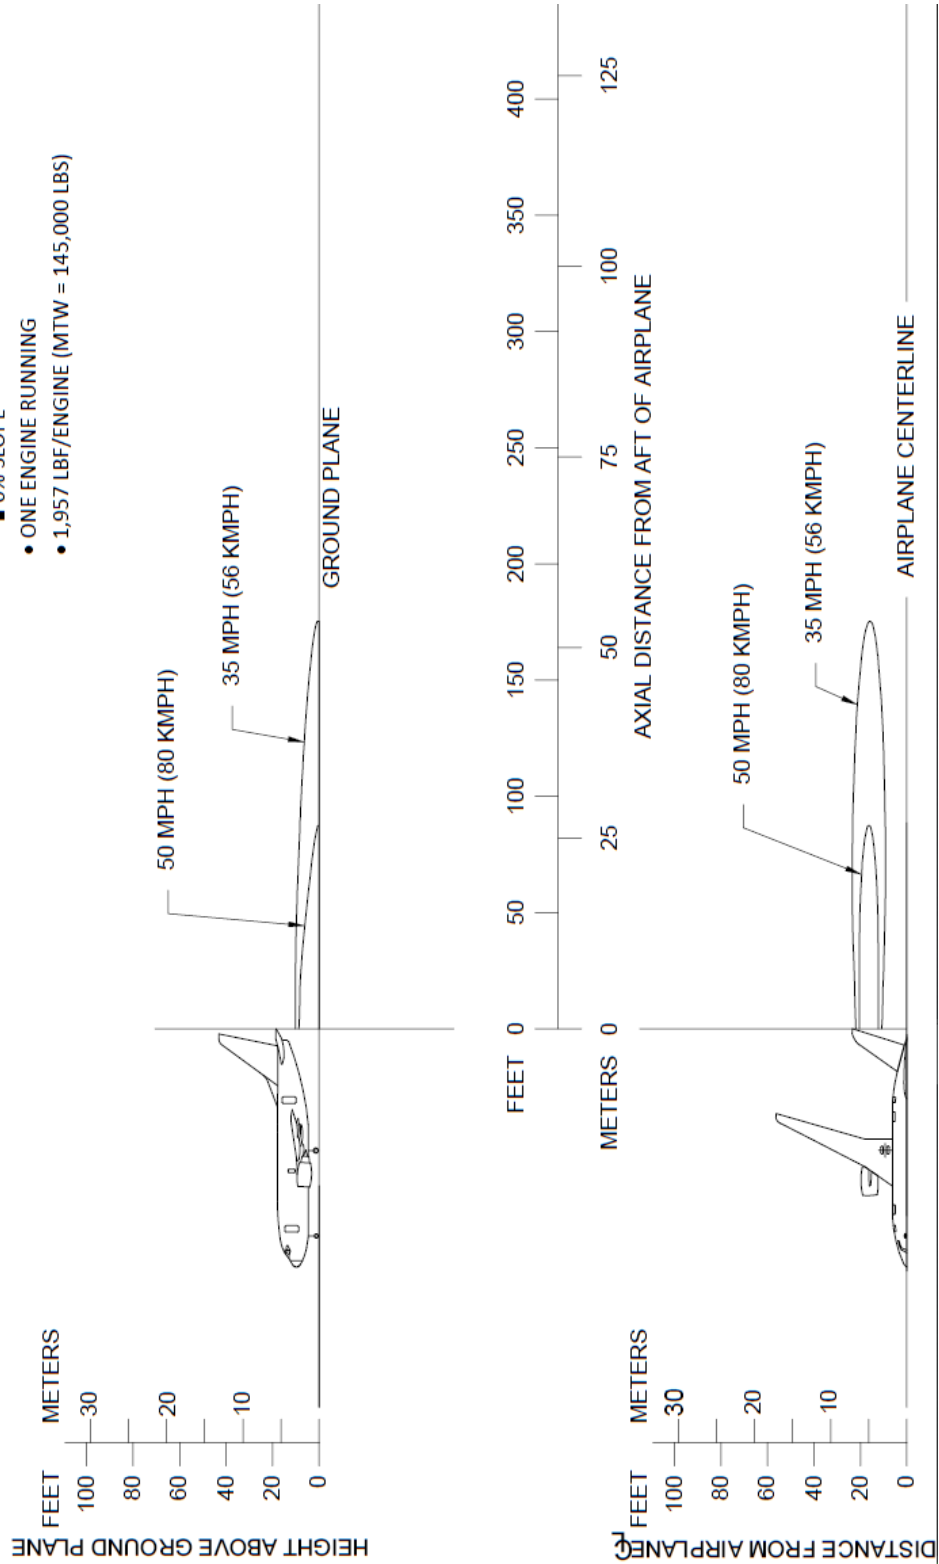 ● ONE ENGINE RUNNING
● 1,957 LBF/ENGINE (MTW = 145,000 LBS)
HEIGHT ABOVE GROUND PLANE
FEET
METERS
100
80
60
40
20
0
30
20
10
50 MPH (80 KMPH)
35 MPH (56 KMPH)
GROUND PLANE
FEET
0
50
100
150
200
250
300
350
400
METERS
0
25
50
75
100
125
AXIAL DISTANCE FROM AFT OF AIRPLANE
DISTANCE FROM AIRPLANE
FEET
METERS
100
80
60
40
20
0
30
20
10
50 MPH (80 KMPH)
35 MPH (56 KMPH)
AIRPLANE CENTERLINE